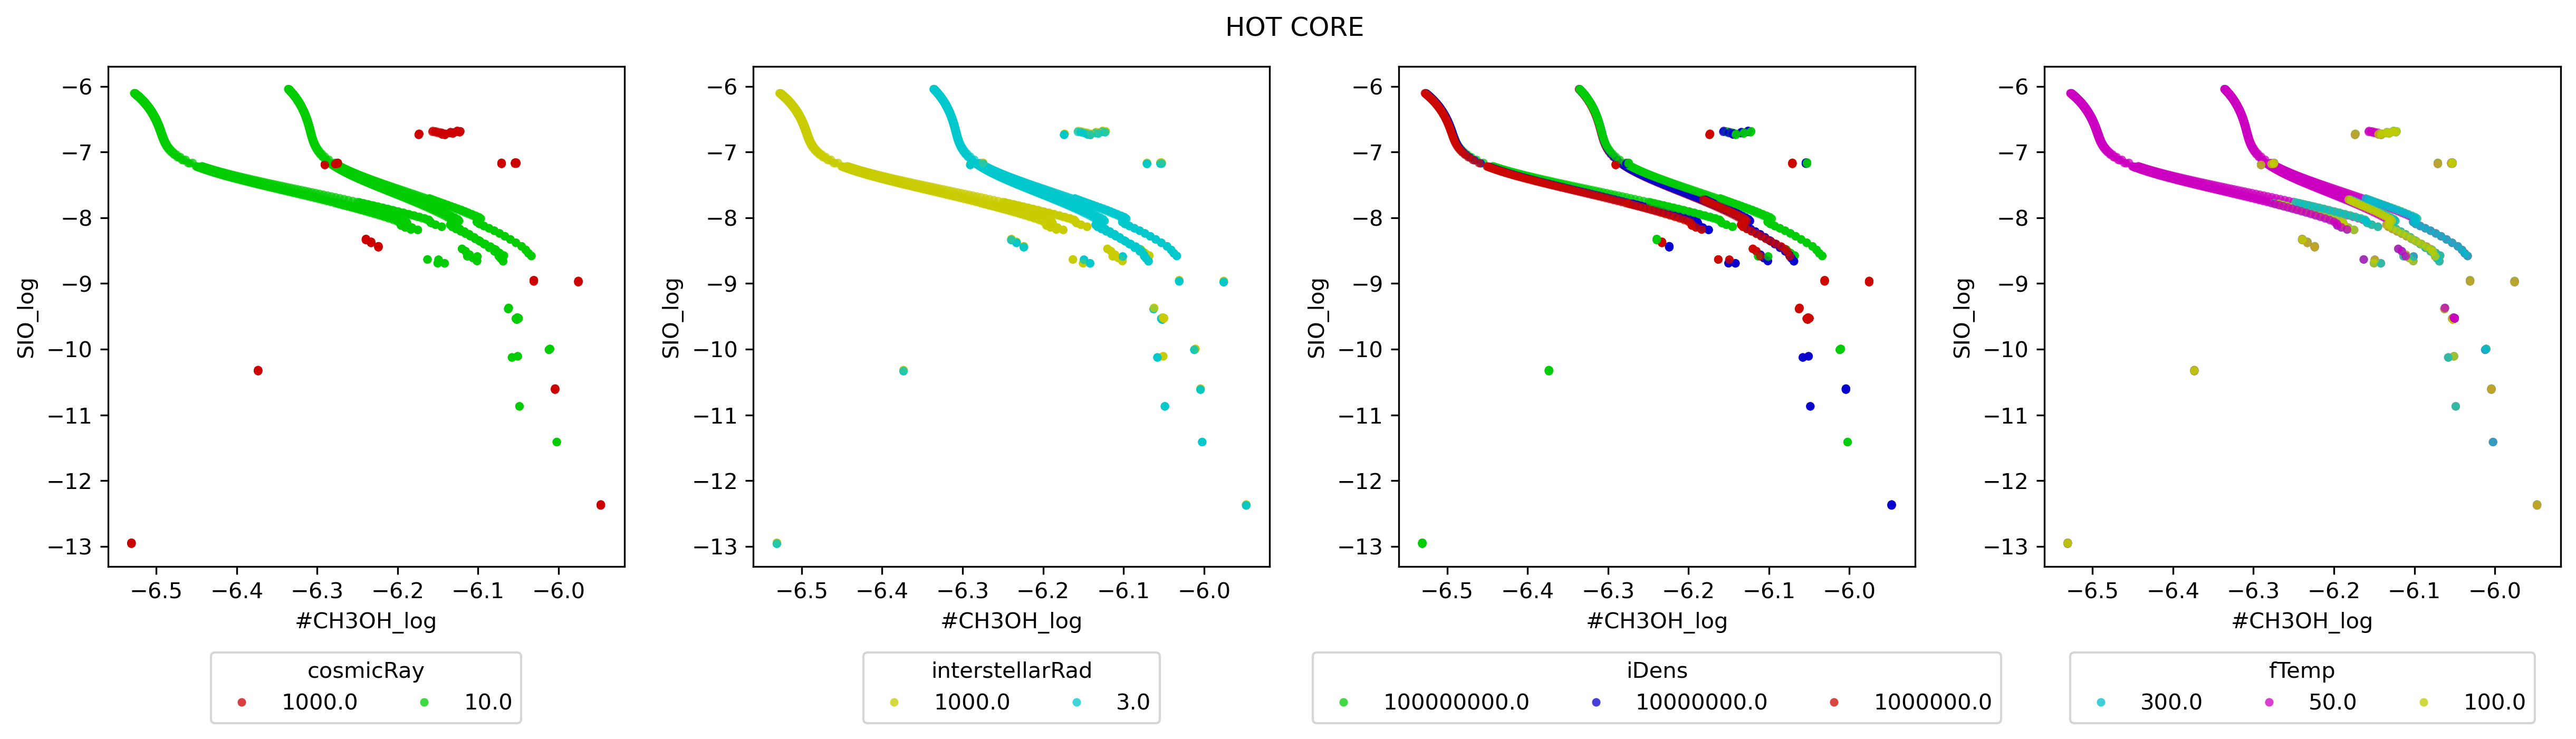 HOT CORE
−6
−7
−8
−9
−10
−11
−12
−13
SIO_log
−6.5 −6.4 −6.3 −6.2 −6.1 −6.0
#CH3OH_log
cosmicRay
1000.0 10.0
−6
−7
−8
−9
−10
−11
−12
−13
SIO_log
−6.5 −6.4 −6.3 −6.2 −6.1 −6.0
#CH3OH_log
interstellarRad
1000.0 3.0
−6
−7
−8
−9
−10
−11
−12
−13
SIO_log
−6.5 −6.4 −6.3 −6.2 −6.1 −6.0
#CH3OH_log
iDens
100000000.0 10000000.0 1000000.0
−6
−7
−8
−9
−10
−11
−12
−13
SIO_log
−6.5 −6.4 −6.3 −6.2 −6.1 −6.0
#CH3OH_log
fTemp
300.0 50.0 100.0